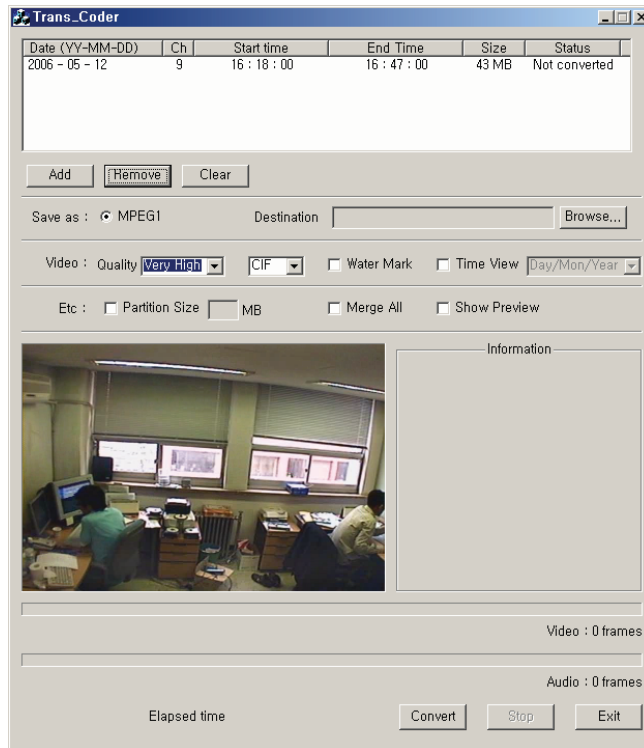 Trans_Coder
Date (YY-MM-DD) Ch Start time End Time Size Status
2006 - 05 - 12 9 16 : 18 : 00 16 : 47 : 00 43 MB Not converted
Add Remove Clear
Save as : MPEG1 Destination Browse...
Video : Quality Very High CIF Water Mark Time View Day/Mon/Year
Etc : Partition Size MB Merge All Show Preview
Information
Video : 0 frames
Audio : 0 frames
Elapsed time Convert Stop Exit